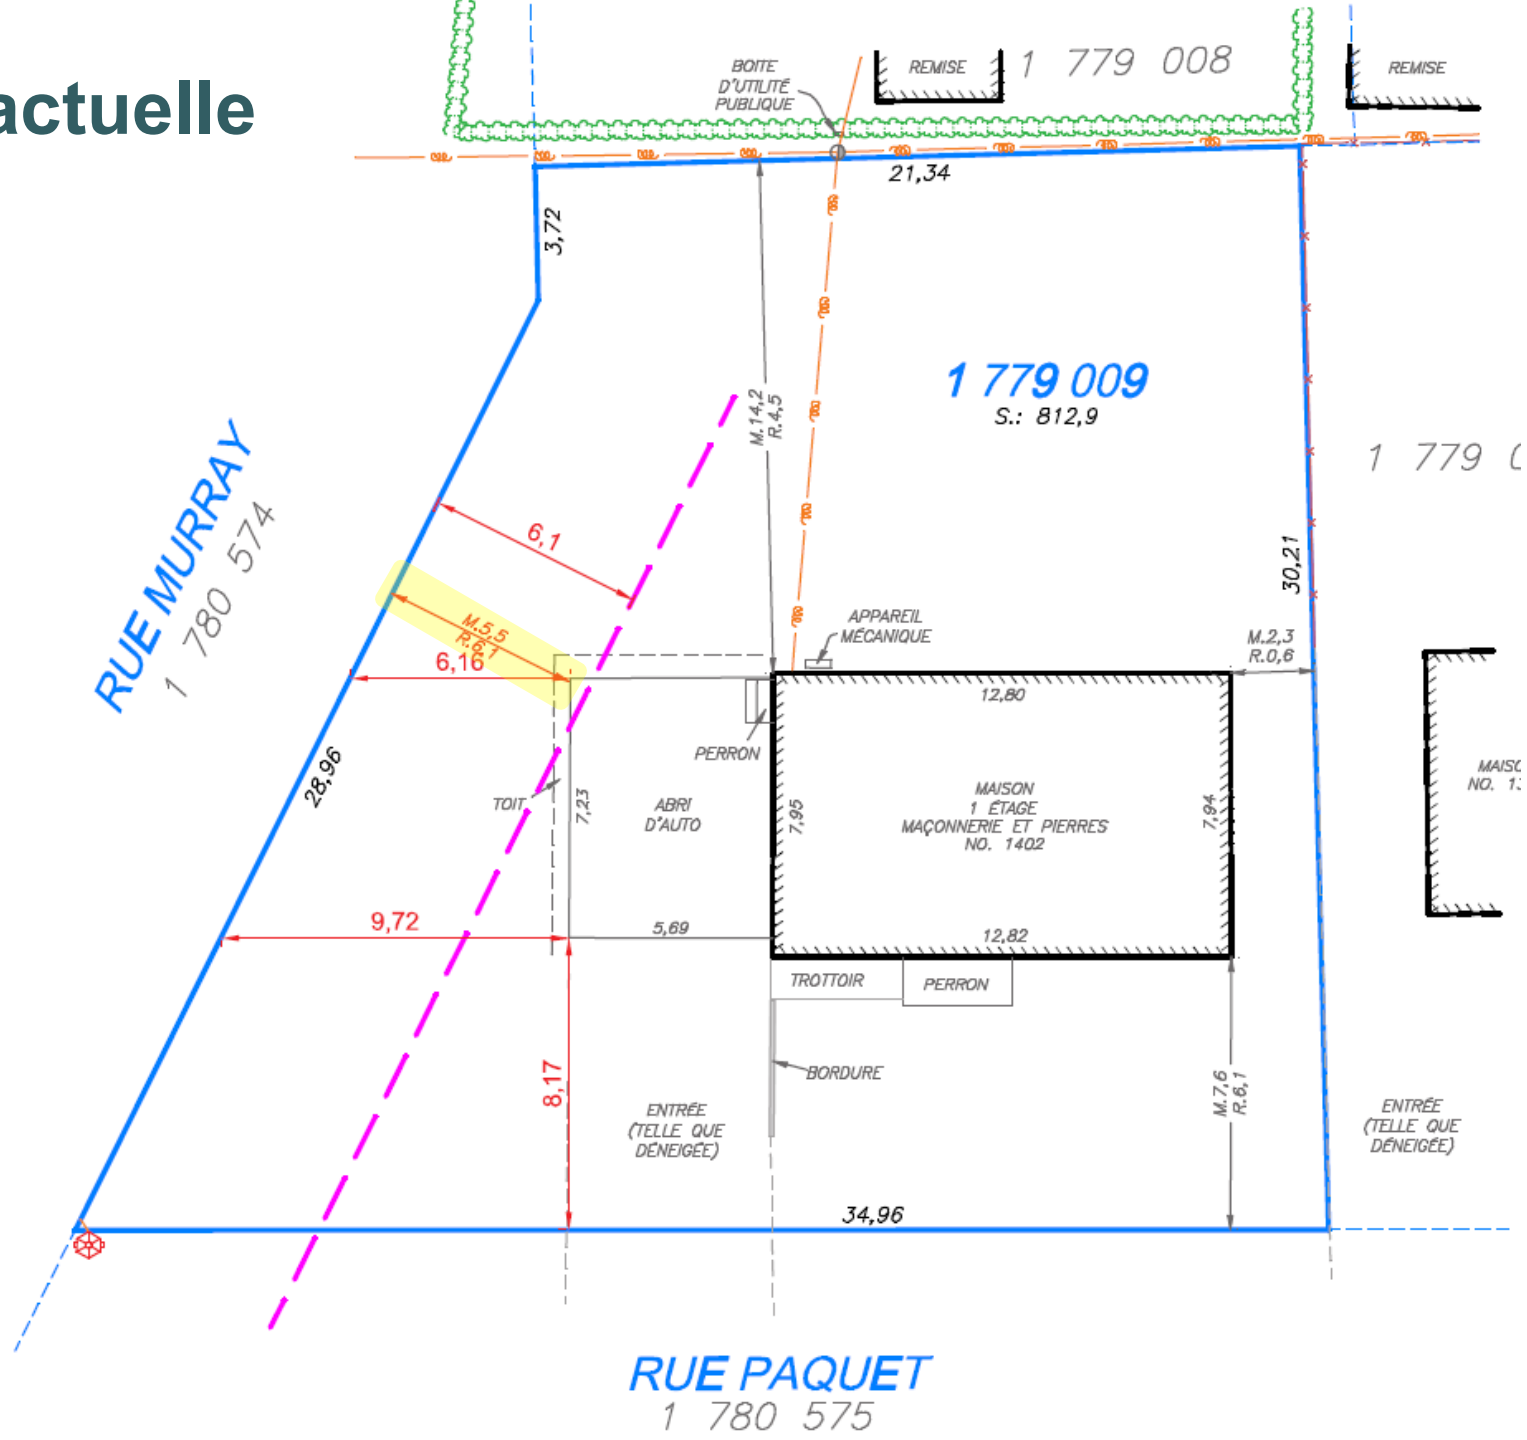 actuelle
BOITE
D'UTILITÉ
PUBLIQUE
REMISE
1 779 008
REMISE
21,34
3,72
1 779 009
S.: 812,9
M.14,2
R.4,5
1 779 0
RUE MURRAY
1 780 574
6,1
M.5,5
R.6,1
6,16
30,21
APPAREIL
MÉCANIQUE
M.2,3
R.0,6
12,80
PERRON
28,96
TOIT
7,23
ABRI
D'AUTO
7,95
MAISON
1 ÉTAGE
MAÇONNERIE ET PIERRES
NO. 1402
7,94
NO. 13
9,72
5,69
12,82
TROTTOIR
PERRON
8,17
BORDURE
M.7,6
R.6,1
ENTRÉE
(TELLE QUE
DÉNEIGÉE)
ENTRÉE
(TELLE QUE
DÉNEIGÉE)
34,96
RUE PAQUET
1 780 575